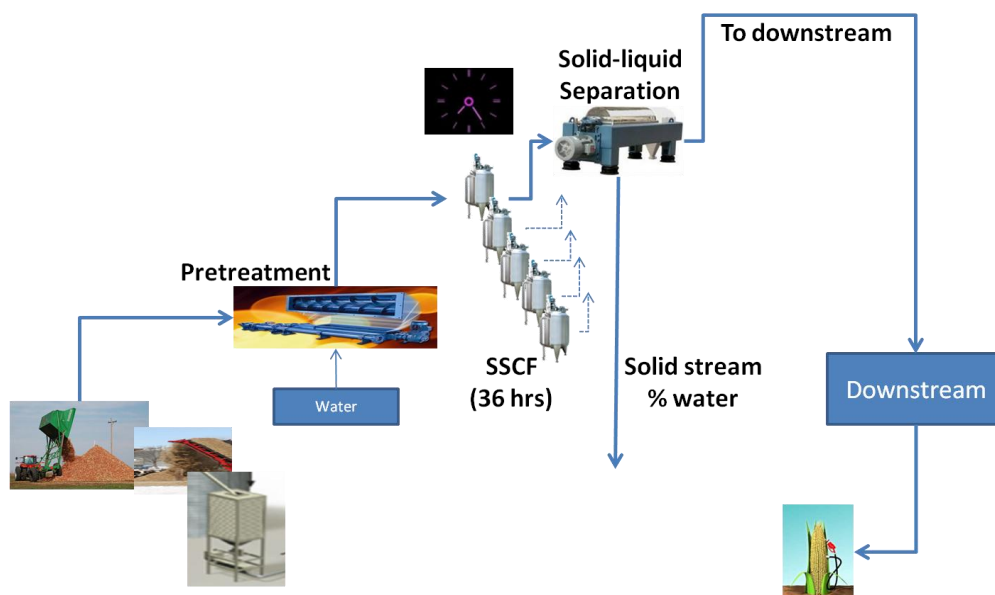 To downstream
Solid-liquid
Separation
Pretreatment
Water
SSCF
(36 hrs)
Solid stream
% water
Downstream